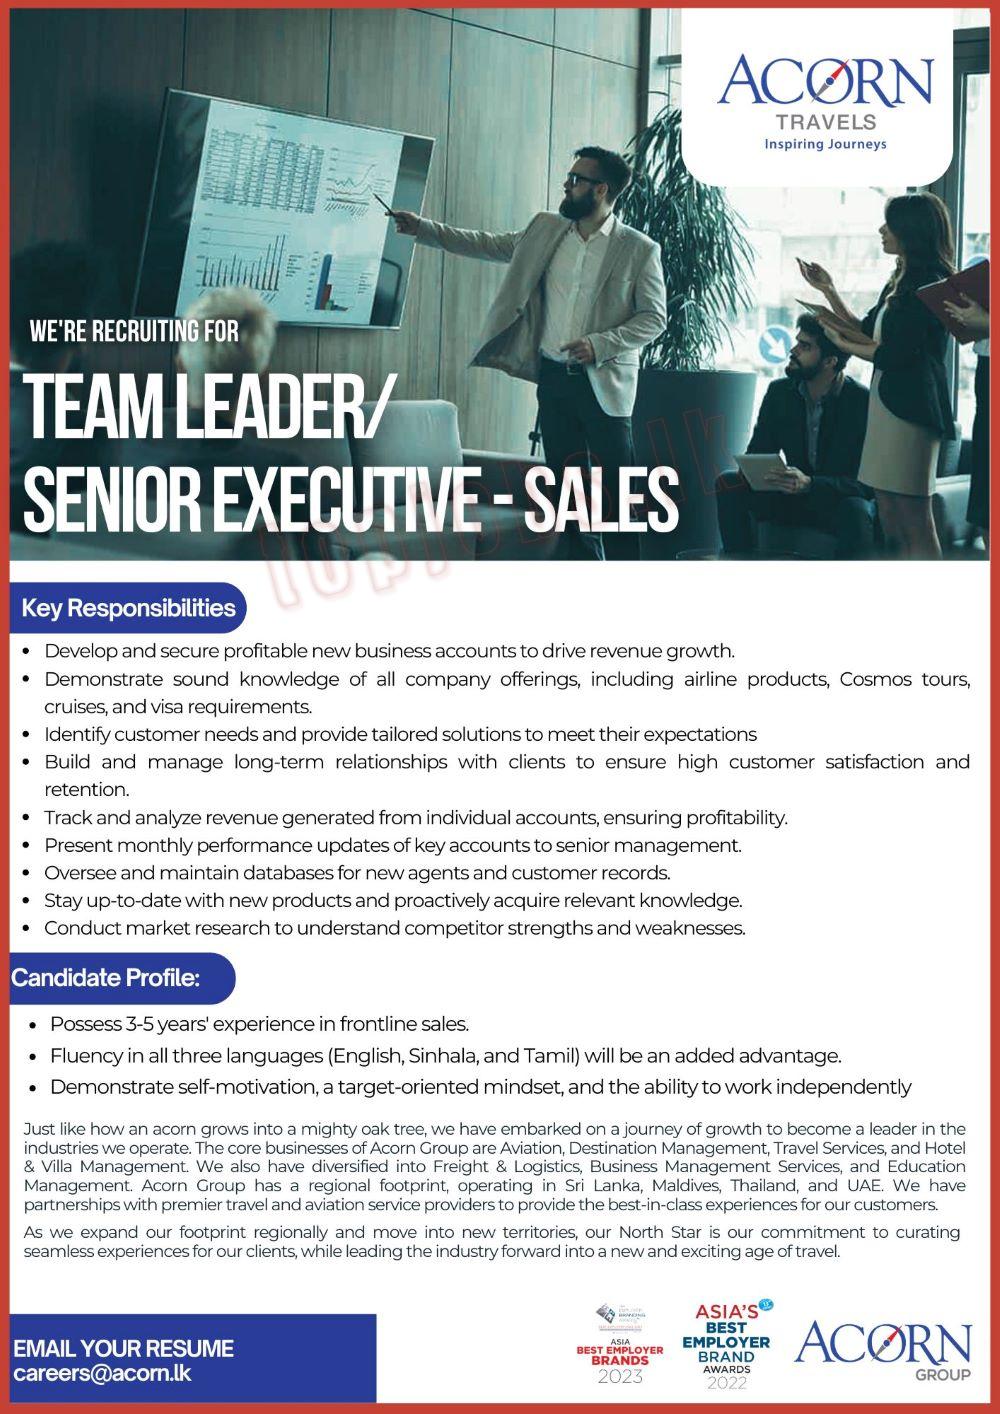 ACORN
TRAVELS
Inspiring Journeys
WE'RE RECRUITING FOR
TEAM LEADER/
SENIOR EXECUTIVE - SALES
topjobs.lk
Key Responsibilities
• Develop and secure profitable new business accounts to drive revenue growth.
• Demonstrate sound knowledge of all company offerings, including airline products, Cosmos tours,
cruises, and visa requirements.
• Identify customer needs and provide tailored solutions to meet their expectations
• Build and manage long-term relationships with clients to ensure high customer satisfaction and
retention.
• Track and analyze revenue generated from individual accounts, ensuring profitability.
• Present monthly performance updates of key accounts to senior management.
• Oversee and maintain databases for new agents and customer records.
• Stay up-to-date with new products and proactively acquire relevant knowledge.
• Conduct market research to understand competitor strengths and weaknesses.
Candidate Profile:
• Possess 3-5 years' experience in frontline sales.
• Fluency in all three languages (English, Sinhala, and Tamil) will be an added advantage.
• Demonstrate self-motivation, a target-oriented mindset, and the ability to work independently
Just like how an acorn grows into a mighty oak tree, we have embarked on a journey of growth to become a leader in the
industries we operate. The core businesses of Acorn Group are Aviation, Destination Management, Travel Services, and Hotel
& Villa Management. We also have diversified into Freight & Logistics, Business Management Services, and Education
Management. Acorn Group has a regional footprint, operating in Sri Lanka, Maldives, Thailand, and UAE. We have
partnerships with premier travel and aviation service providers to provide the best-in-class experiences for our customers.
As we expand our footprint regionally and move into new territories, our North Star is our commitment to curating
seamless experiences for our clients, while leading the industry forward into a new and exciting age of travel.
EMAIL YOUR RESUME
careers@acorn.lk
EMPLOYER
BRANDING
ASIA
BEST EMPLOYER
BRANDS
2023
ASIA'S
BEST
EMPLOYER
BRAND
AWARDS
2022
ACORN
GROUP